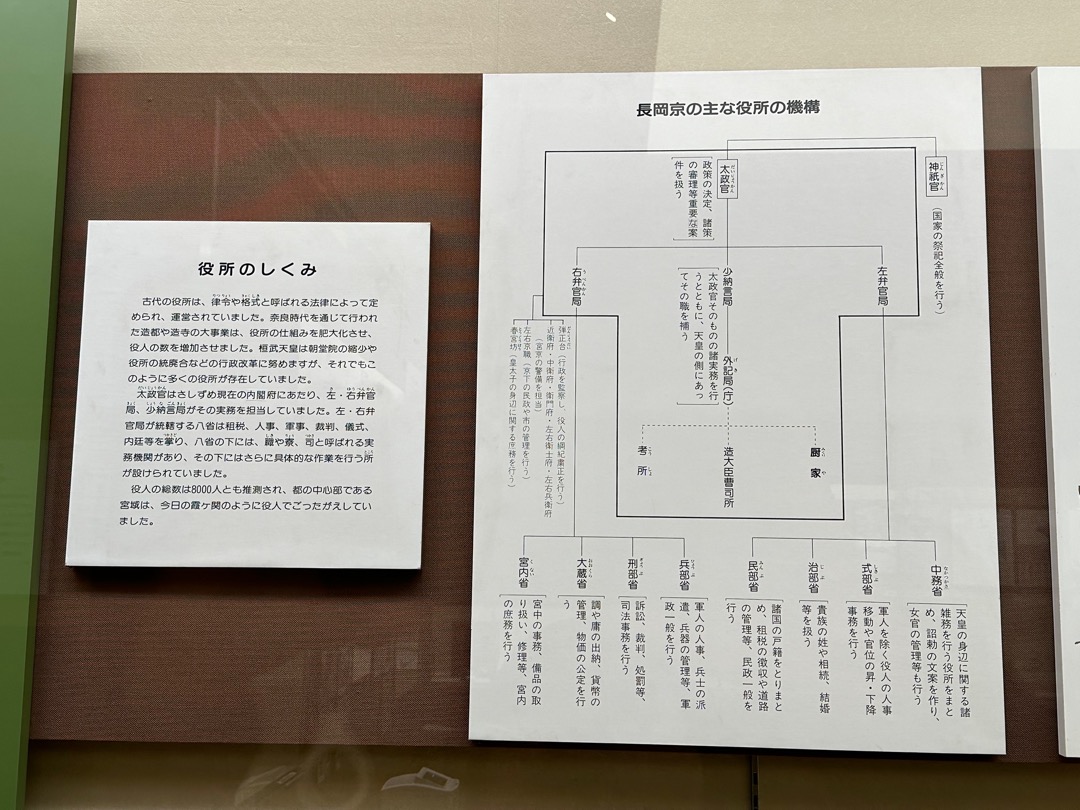 役所のしくみ
古代の役所は、律令や格式と呼ばれる法律によって定
められ、運営されていました。奈良時代を通じて行われ
た造都や造寺の大事業は、役所の仕組みを肥大化させ、
役人の数を増加させました。桓武天皇は朝堂院の縮少や
役所の統廃合などの行政改革に努めますが、それでもこ
のように多くの役所が存在していました。
太政官はさしずめ現在の内閣府にあたり、左・右弁官
局、少納言局がその実務を担当していました。左・右弁
官局が統轄する八省は租税、人事、軍事、裁判、儀式、
内廷等を掌り、八省の下には、職や寮、司と呼ばれる実
務機関があり、その下にはさらに具体的な作業を行う所
が設けられていました。
役人の総数は8000人とも推測され、都の中心部である
宮域は、今日の霞ヶ関のように役人でごったがえしてい
ました。
長岡京の主な役所の機構
神祇官
(国家の祭祀全般を行う)
太政官
政策の決定、諸策
の審理等重要な案
件を扱う
左弁官局
少納言局
太政官そのものの諸実務を行
うとともに、天皇の側にあっ
てその職を補う
外記局(庁)
右弁官局
弾正台(行政を監察し、役人の綱紀粛正を行う)
近衛府・中衛府・衛門府・左右衛士府・左右兵衛府
(宮京の警備を担当)
左右京職(京下の民政や市の管理を行う)
春宮坊(皇太子の身辺に関する庶務を行う)
厨家
造大臣曹司所
考所
中務省
天皇の身辺に関する諸
雑務を行う役所をまと
め、詔勅の文案を作り、
女官の管理等も行う
式部省
軍人を除く役人の人事
移動や官位の昇・下降
事務を行う
治部省
貴族の姓や相続、結婚
等を扱う
民部省
諸国の戸籍をとりまと
め、租税の徴収や道路
の管理等、民政一般を
行う
兵部省
軍人の人事、兵士の派
遣、兵器の管理等、軍
政一般を行う
刑部省
訴訟、裁判、処罰等、
司法事務を行う
大蔵省
調や庸の出納、貨幣の
管理、物価の公定を行
う
宮内省
宮中の事務、備品の取
り扱い、修理等、宮内
の庶務を行う